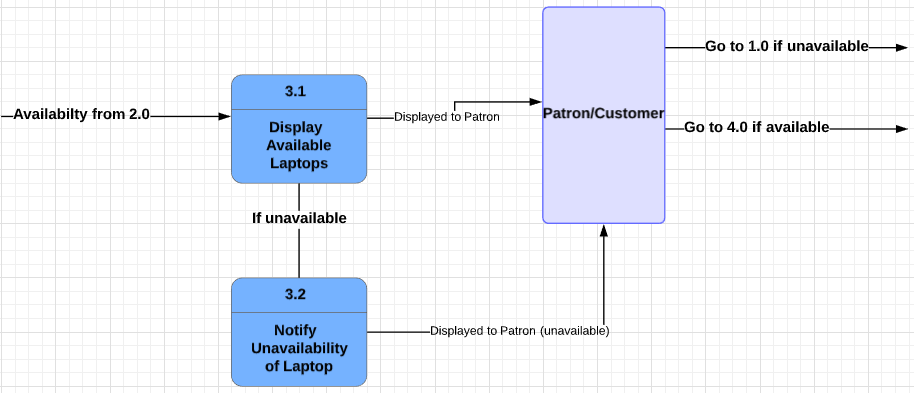 Go to 1.0 if unavailable
3.1
Availabilty from 2.0
Displayed to Patron
Patron/Customer
Display
Available
Laptops
Go to 4.0 if available
If unavailable
3.2
Notify
Unavailability
of Laptop
Displayed to Patron (unavailable)